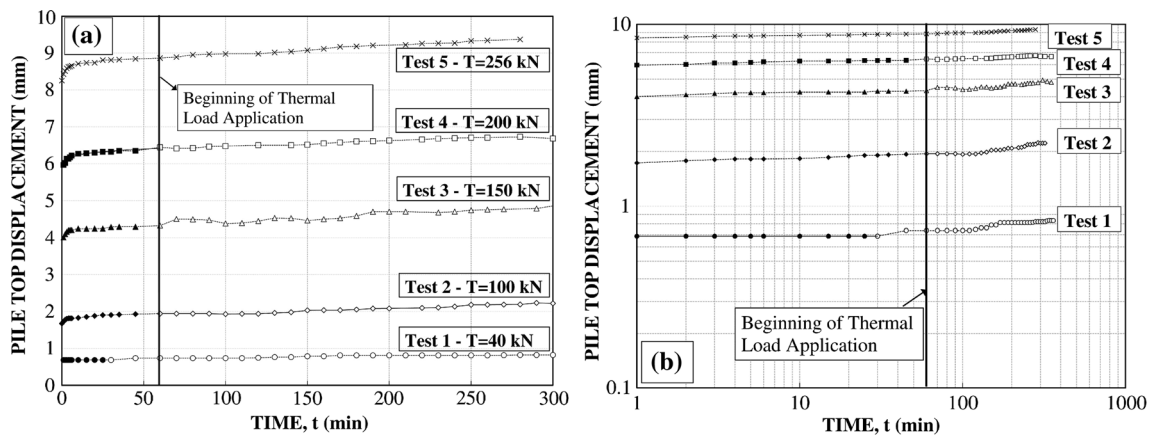 (a)
PILE TOP DISPLACEMENT (mm)
10
9
8
7
6
5
4
3
2
1
0
Test 5 - T=256 kN
Beginning of Thermal
Load Application
Test 4 - T=200 kN
Test 3 - T=150 kN
Test 2 - T=100 kN
Test 1 - T=40 kN
0
50
100
150
200
250
300
TIME, t (min)
(b)
PILE TOP DISPLACEMENT (mm)
10
1
0.1
Test 5
Test 4
Test 3
Test 2
Test 1
Beginning of Thermal
Load Application
1
10
100
1000
TIME, t (min)